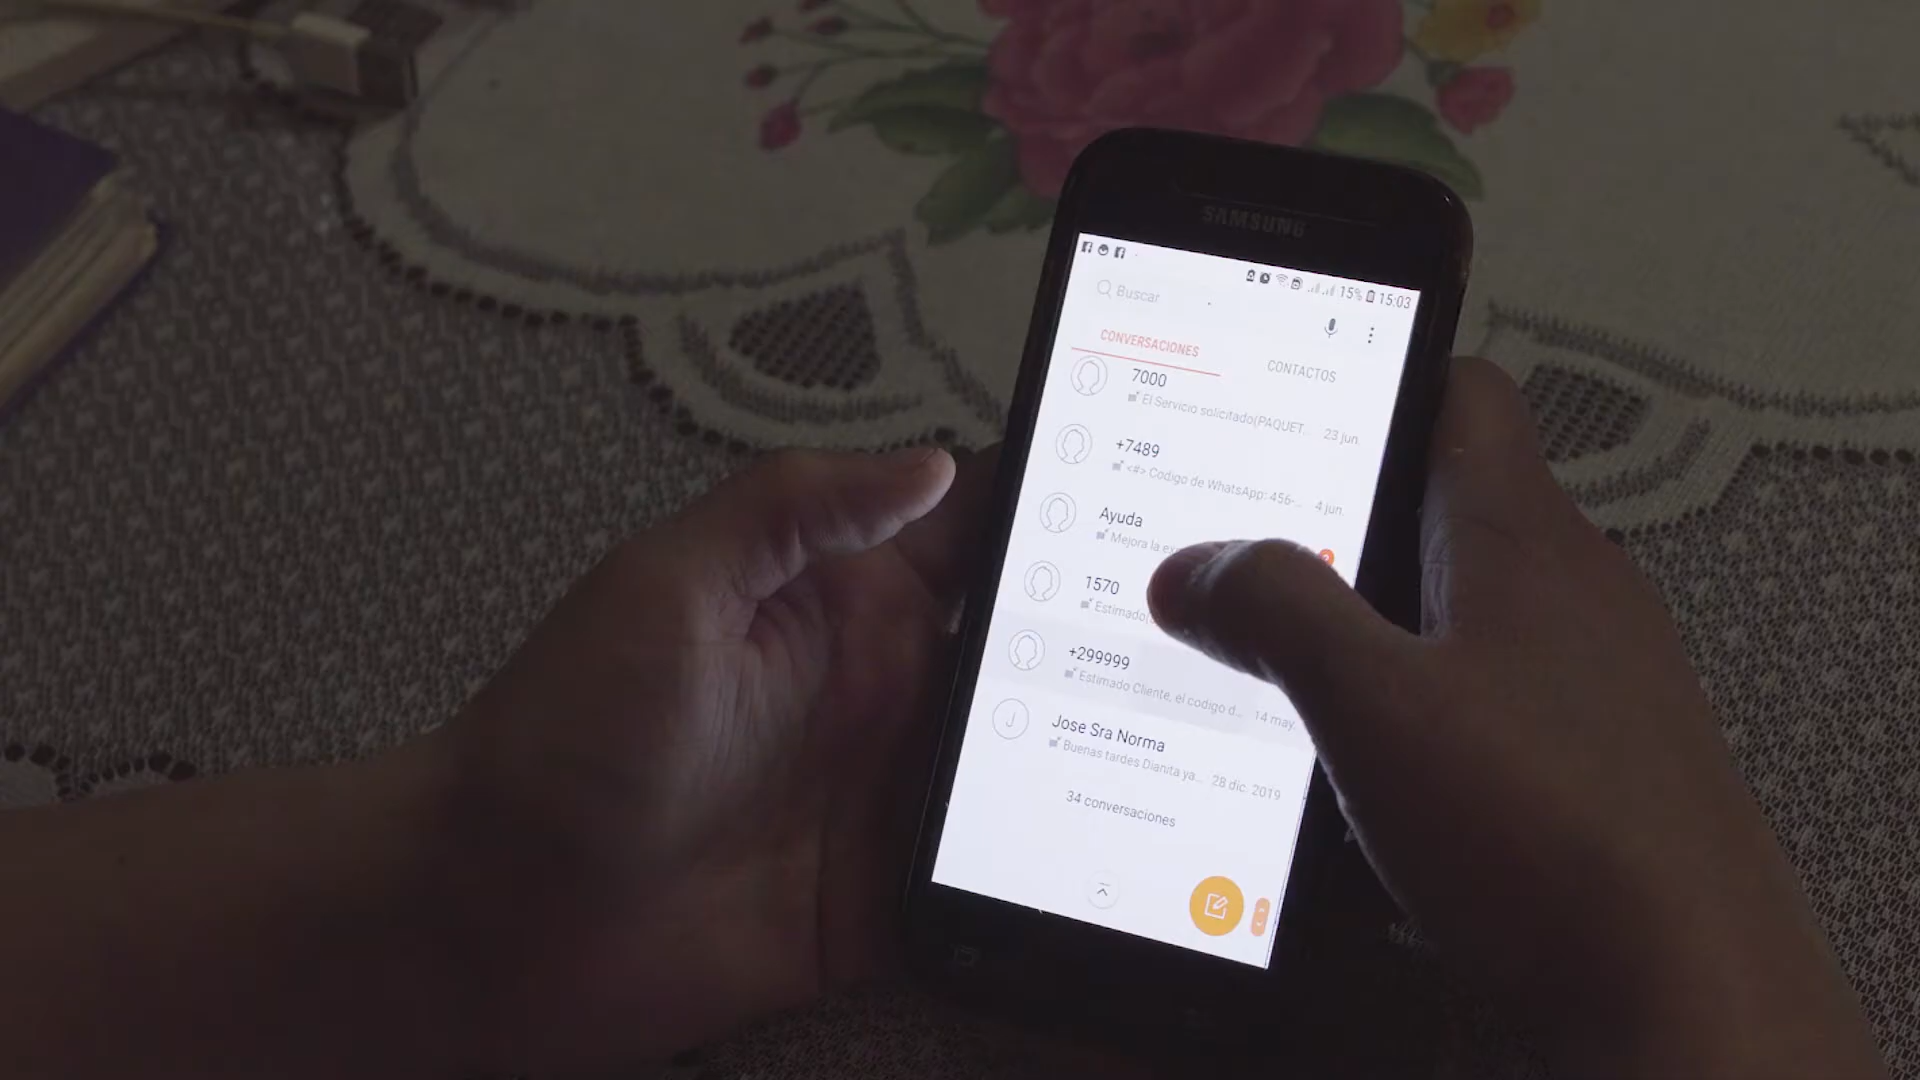 SAMSUNG
15% 15:03
Buscar
CONVERSACIONES
CONTACTOS
7000
El Servicio solicitado(PAQUET... 23 jun.
+7489
<#> Codigo de WhatsApp: 456-... 4 jun.
Ayuda
Mejora la
1570
Estimado(
+299999
Estimado Cliente, el codigo d... 14 may.
J
Jose Sra Norma
Buenas tardes Dianita ya... 28 dic. 2019
34 conversaciones